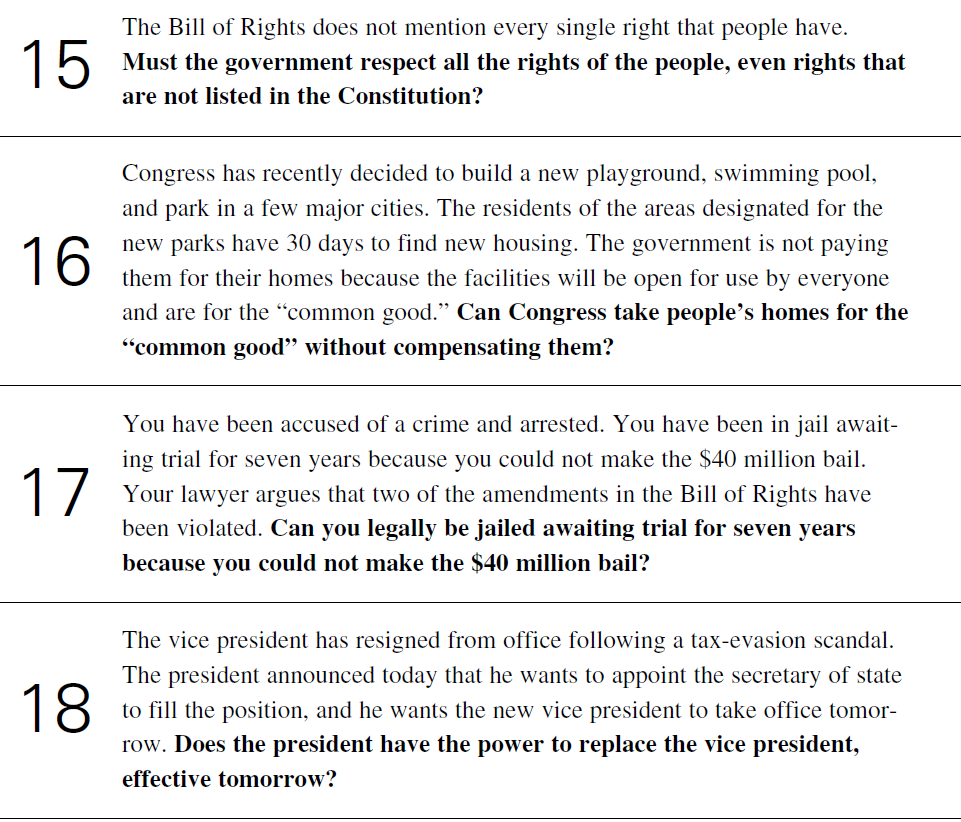 The Bill of Rights does not mention every single right that people have.
15
Must the government respect all the rights of the people, even rights that
are not listed in the Constitution?
Congress has recently decided to build a new playground, swimming pool,
and park in a few major cities. The residents of the areas designated for the
16
new parks have 30 days to find new housing. The government is not paying
them for their homes because the facilities will be open for use by everyone
and are for the “common good.” Can Congress take people’s homes for the
“common good” without compensating them?
You have been accused of a crime and arrested. You have been in jail await-
ing trial for seven years because you could not make the $40 million bail.
17
Your lawyer argues that two of the amendments in the Bill of Rights have
been violated. Can you legally be jailed awaiting trial for seven years
because you could not make the $40 million bail?
The vice president has resigned from office following a tax-evasion scandal.
The president announced today that he wants to appoint the secretary of state
18
to fill the position, and he wants the new vice president to take office tomor-
row. Does the president have the power to replace the vice president,
effective tomorrow?